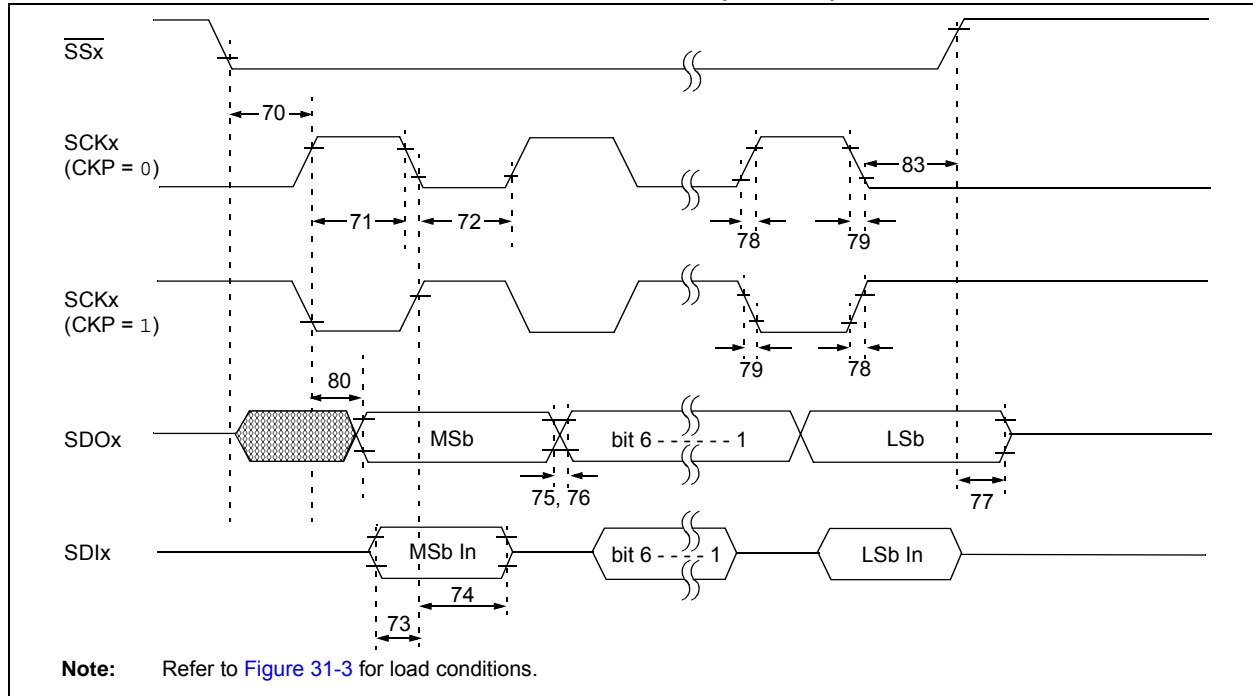 SSx
70
SCKx
(CKP = 0)
83
71
72
78
79
SCKx
(CKP = 1)
79
78
80
SDOx
MSb
bit 6 - - - - - - 1
LSb
75, 76
77
SDIx
MSb In
bit 6 - - - - 1
LSb In
74
73
Note: Refer to Figure 31-3 for load conditions.